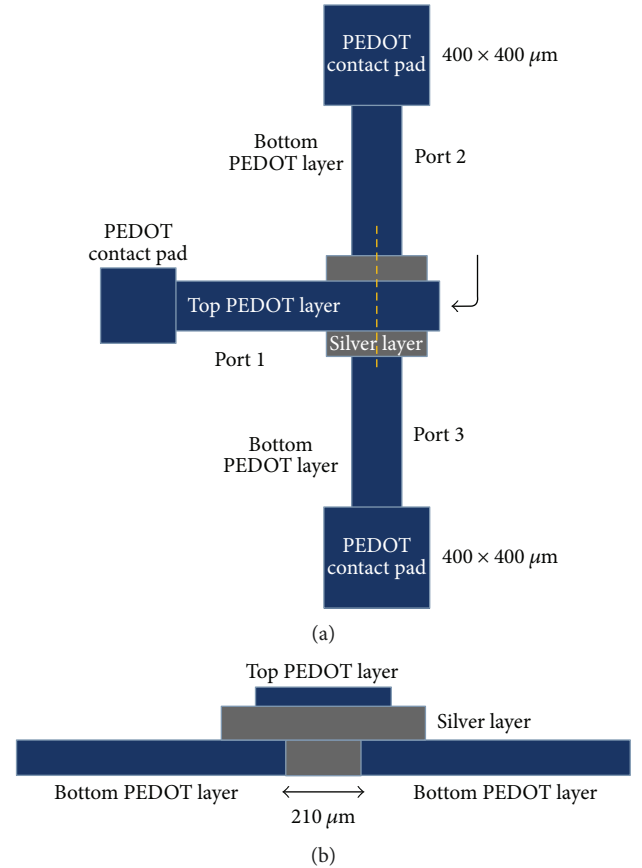 PEDOT
contact pad
400 × 400 μm
Bottom
PEDOT layer
Port 2
PEDOT
contact pad
Top PEDOT layer
Silver layer
Port 1
Port 3
Bottom
PEDOT layer
PEDOT
contact pad
400 × 400 μm
(a)
Top PEDOT layer
Silver layer
Bottom PEDOT layer
Bottom PEDOT layer
210 μm
(b)